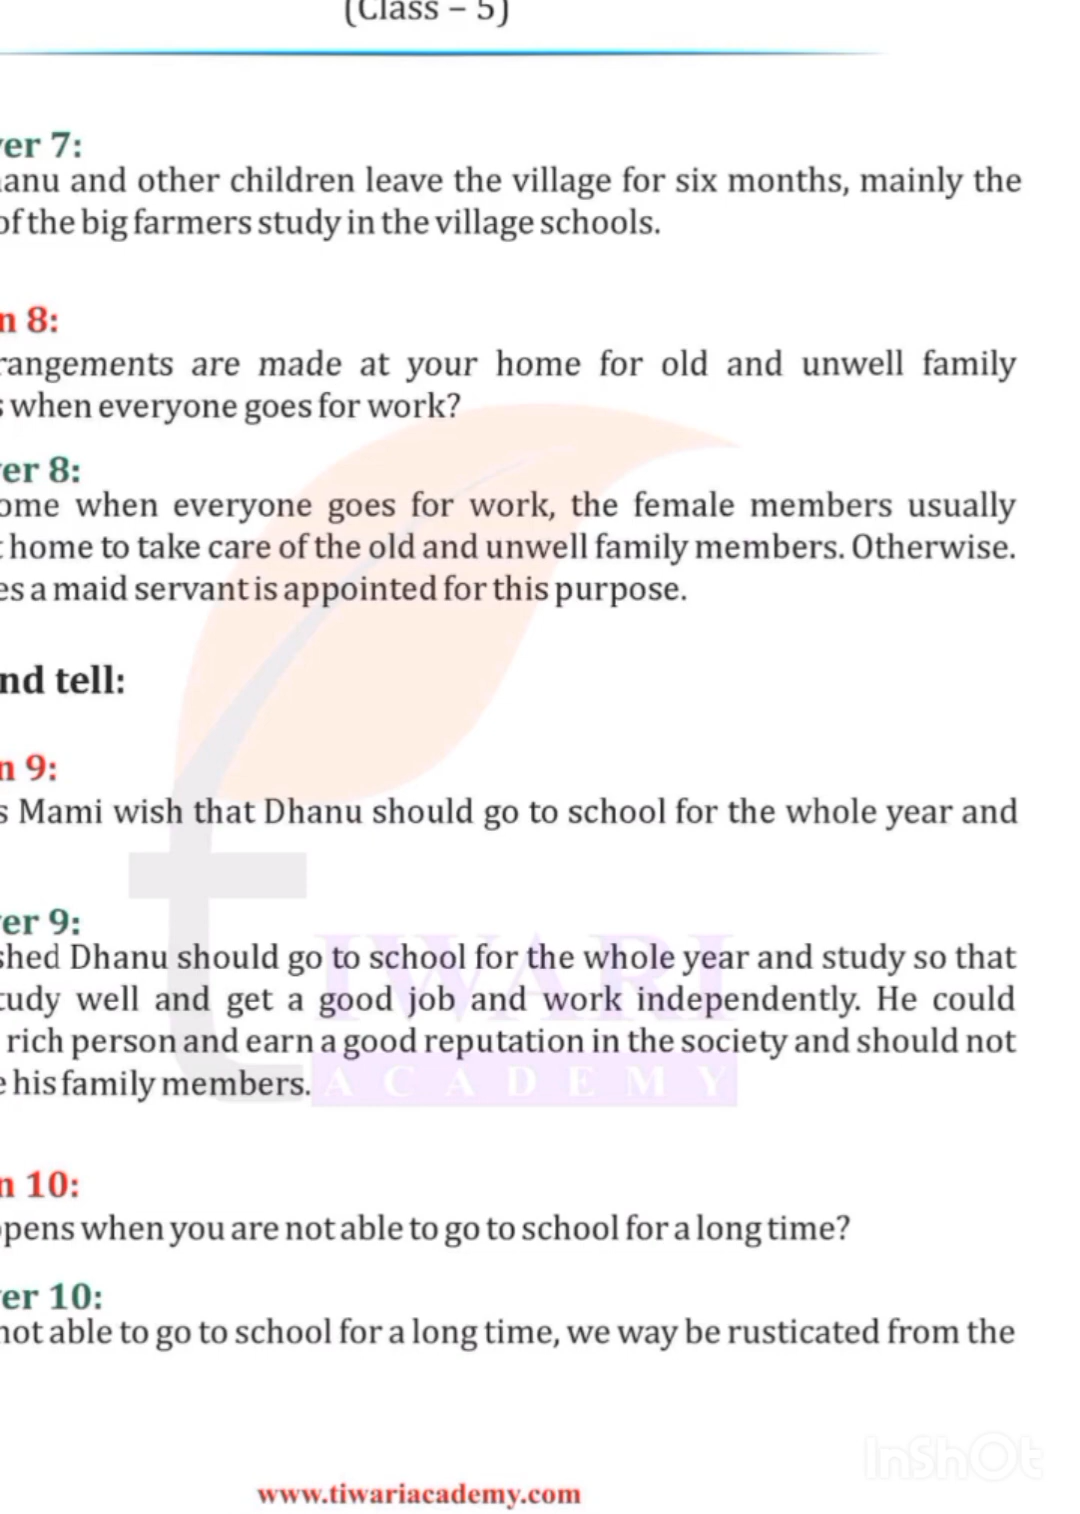 (Class – 5)
er 7:
anu and other children leave the village for six months, mainly the
of the big farmers study in the village schools.
n 8:
rangements are made at your home for old and unwell family
s when everyone goes for work?
er 8:
ome when everyone goes for work, the female members usually
home to take care of the old and unwell family members. Otherwise.
es a maid servant is appointed for this purpose.
nd tell:
n 9:
s Mami wish that Dhanu should go to school for the whole year and
er 9:
shed Dhanu should go to school for the whole year and study so that
tudy well and get a good job and work independently. He could
rich person and earn a good reputation in the society and should not
e his family members.
TIWARI
ACADEMY
n 10:
pens when you are not able to go to school for a long time?
er 10:
not able to go to school for a long time, we way be rusticated from the
InShOt
www.tiwariacademy.com